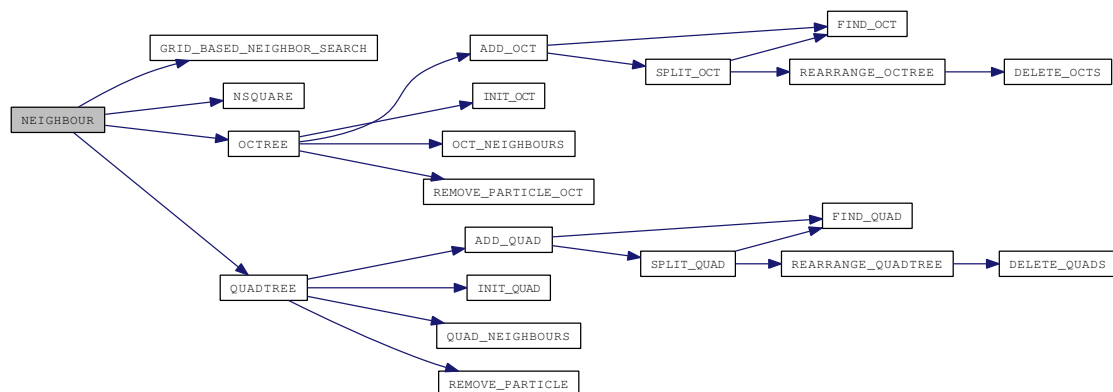 FIND_OCT
ADD_OCT
GRID_BASED_NEIGHBOR_SEARCH
SPLIT_OCT
REARRANGE_OCTREE
DELETE_OCTS
NSQUARE
INIT_OCT
NEIGHBOUR
OCTREE
OCT_NEIGHBOURS
REMOVE_PARTICLE_OCT
FIND_QUAD
ADD_QUAD
SPLIT_QUAD
REARRANGE_QUADTREE
DELETE_QUADS
QUADTREE
INIT_QUAD
QUAD_NEIGHBOURS
REMOVE_PARTICLE